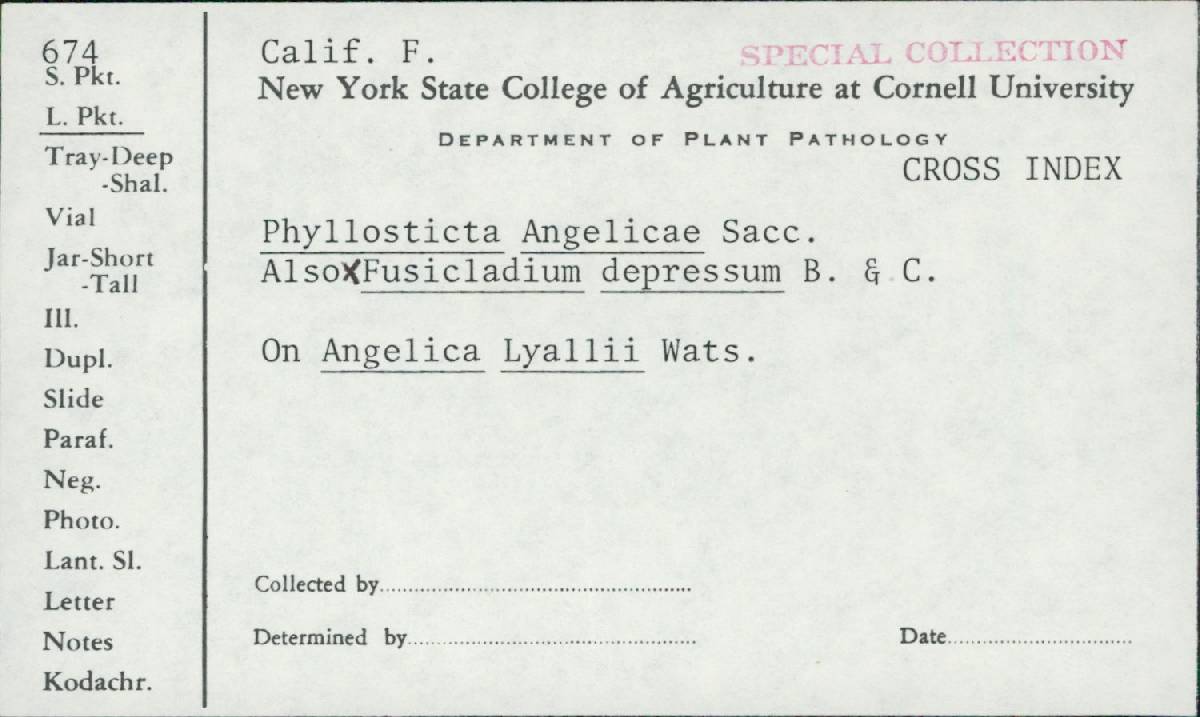 674
S. Pkt.
L. Pkt.
Tray-Deep
-Shal.
Vial
Jar-Short
-Tall
Ill.
Dupl.
Slide
Paraf.
Neg.
Photo.
Lant. Sl.
Letter
Notes
Kodachr.
Calif. F.
SPECIAL COLLECTION
New York State College of Agriculture at Cornell University
DEPARTMENT OF PLANT PATHOLOGY
CROSS INDEX
Phyllosticta Angelicae Sacc.
Also X Fusicladium depressum B. & C.
On Angelica Lyallii Wats.
Collected by
Determined by
Date